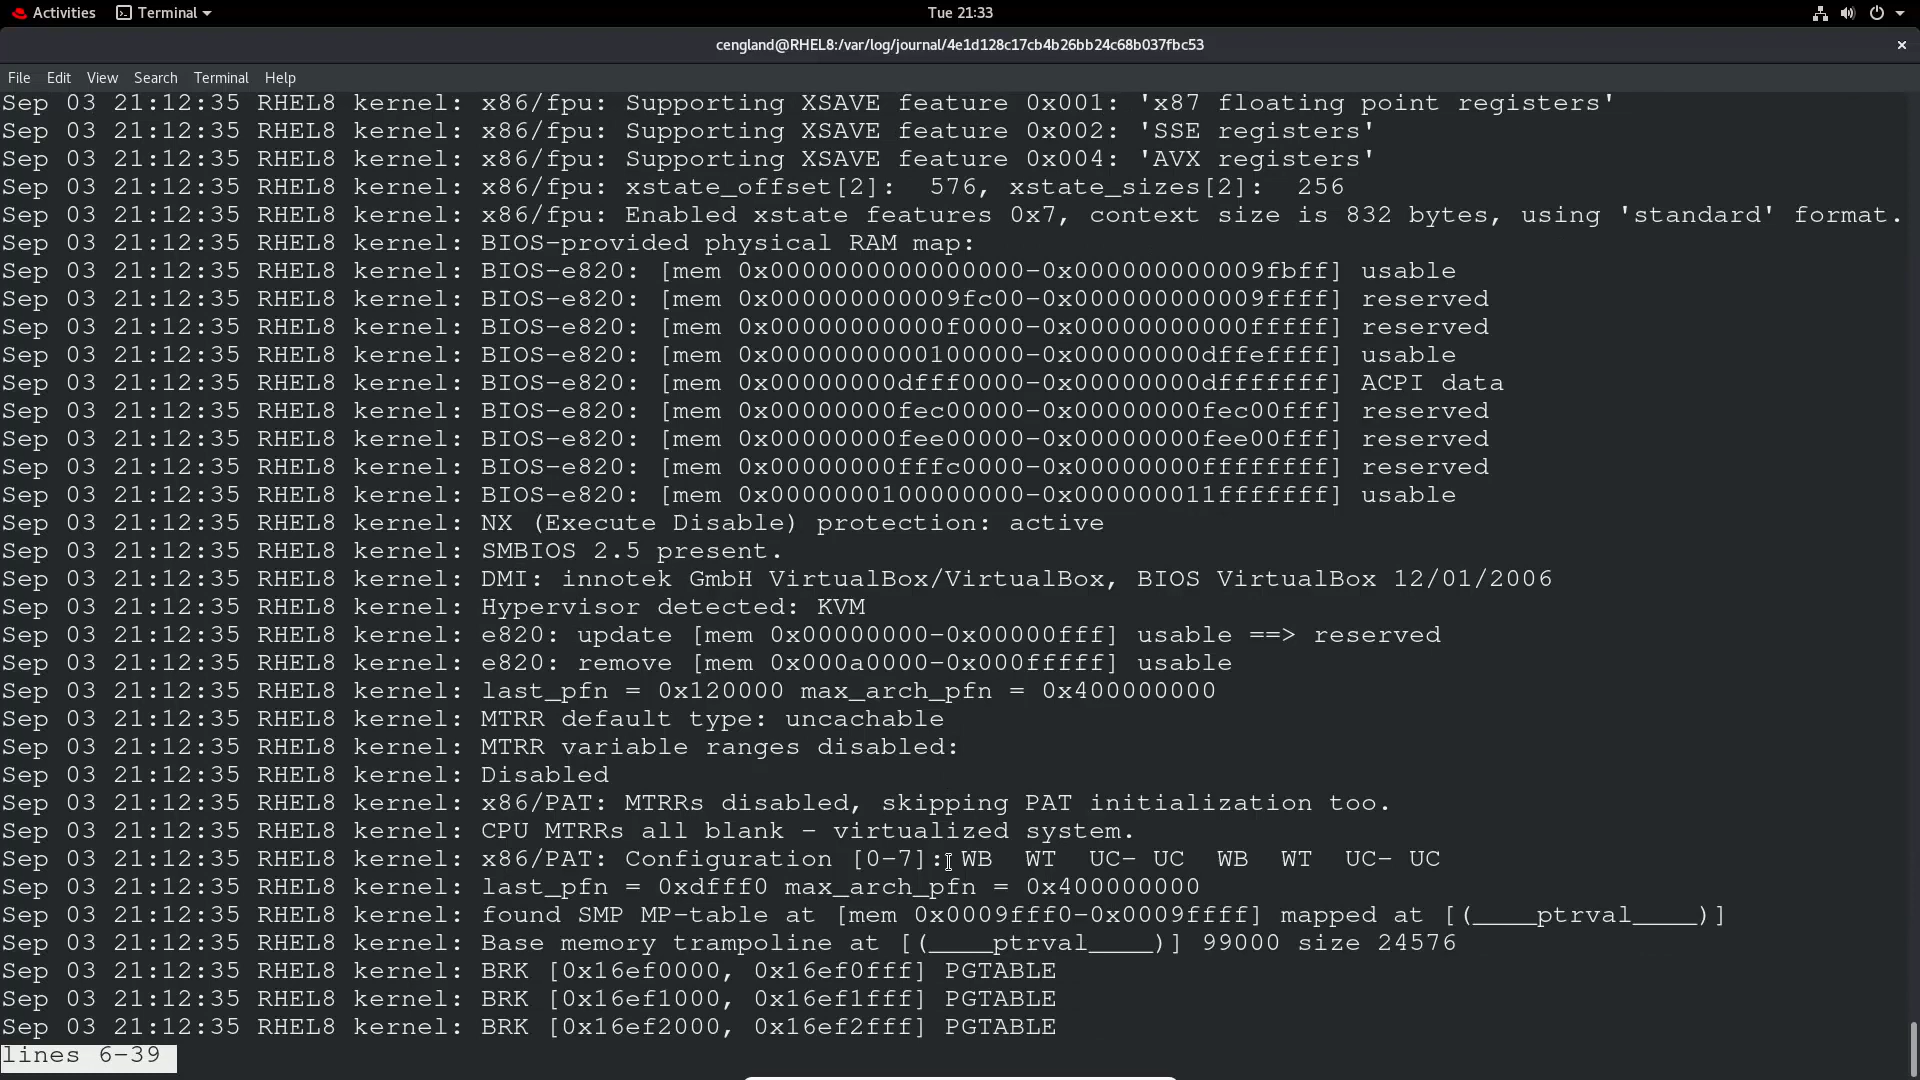 Activities Terminal Tue 21:33
cengland@RHEL8:/var/log/journal/4e1d128c17cb4b26bb24c68b037fbc53 ×
File Edit View Search Terminal Help
Sep 03 21:12:35 RHEL8 kernel: x86/fpu: Supporting XSAVE feature 0x001: 'x87 floating point registers'
Sep 03 21:12:35 RHEL8 kernel: x86/fpu: Supporting XSAVE feature 0x002: 'SSE registers'
Sep 03 21:12:35 RHEL8 kernel: x86/fpu: Supporting XSAVE feature 0x004: 'AVX registers'
Sep 03 21:12:35 RHEL8 kernel: x86/fpu: xstate_offset[2]:  576, xstate_sizes[2]:  256
Sep 03 21:12:35 RHEL8 kernel: x86/fpu: Enabled xstate features 0x7, context size is 832 bytes, using 'standard' format.
Sep 03 21:12:35 RHEL8 kernel: BIOS-provided physical RAM map:
Sep 03 21:12:35 RHEL8 kernel: BIOS-e820: [mem 0x0000000000000000-0x000000000009fbff] usable
Sep 03 21:12:35 RHEL8 kernel: BIOS-e820: [mem 0x000000000009fc00-0x000000000009ffff] reserved
Sep 03 21:12:35 RHEL8 kernel: BIOS-e820: [mem 0x00000000000f0000-0x00000000000fffff] reserved
Sep 03 21:12:35 RHEL8 kernel: BIOS-e820: [mem 0x0000000000100000-0x00000000dffeffff] usable
Sep 03 21:12:35 RHEL8 kernel: BIOS-e820: [mem 0x00000000dfff0000-0x00000000dfffffff] ACPI data
Sep 03 21:12:35 RHEL8 kernel: BIOS-e820: [mem 0x00000000fec00000-0x00000000fec00fff] reserved
Sep 03 21:12:35 RHEL8 kernel: BIOS-e820: [mem 0x00000000fee00000-0x00000000fee00fff] reserved
Sep 03 21:12:35 RHEL8 kernel: BIOS-e820: [mem 0x00000000fffc0000-0x00000000ffffffff] reserved
Sep 03 21:12:35 RHEL8 kernel: BIOS-e820: [mem 0x0000000100000000-0x000000011fffffff] usable
Sep 03 21:12:35 RHEL8 kernel: NX (Execute Disable) protection: active
Sep 03 21:12:35 RHEL8 kernel: SMBIOS 2.5 present.
Sep 03 21:12:35 RHEL8 kernel: DMI: innotek GmbH VirtualBox/VirtualBox, BIOS VirtualBox 12/01/2006
Sep 03 21:12:35 RHEL8 kernel: Hypervisor detected: KVM
Sep 03 21:12:35 RHEL8 kernel: e820: update [mem 0x00000000-0x00000fff] usable ==> reserved
Sep 03 21:12:35 RHEL8 kernel: e820: remove [mem 0x000a0000-0x000fffff] usable
Sep 03 21:12:35 RHEL8 kernel: last_pfn = 0x120000 max_arch_pfn = 0x400000000
Sep 03 21:12:35 RHEL8 kernel: MTRR default type: uncachable
Sep 03 21:12:35 RHEL8 kernel: MTRR variable ranges disabled:
Sep 03 21:12:35 RHEL8 kernel: Disabled
Sep 03 21:12:35 RHEL8 kernel: x86/PAT: MTRRs disabled, skipping PAT initialization too.
Sep 03 21:12:35 RHEL8 kernel: CPU MTRRs all blank - virtualized system.
Sep 03 21:12:35 RHEL8 kernel: x86/PAT: Configuration [0-7]: WB  WT  UC- UC  WB  WT  UC- UC
Sep 03 21:12:35 RHEL8 kernel: last_pfn = 0xdfff0 max_arch_pfn = 0x400000000
Sep 03 21:12:35 RHEL8 kernel: found SMP MP-table at [mem 0x0009fff0-0x0009ffff] mapped at [(____ptrval____)]
Sep 03 21:12:35 RHEL8 kernel: Base memory trampoline at [(____ptrval____)] 99000 size 24576
Sep 03 21:12:35 RHEL8 kernel: BRK [0x16ef0000, 0x16ef0fff] PGTABLE
Sep 03 21:12:35 RHEL8 kernel: BRK [0x16ef1000, 0x16ef1fff] PGTABLE
Sep 03 21:12:35 RHEL8 kernel: BRK [0x16ef2000, 0x16ef2fff] PGTABLE
lines 6-39